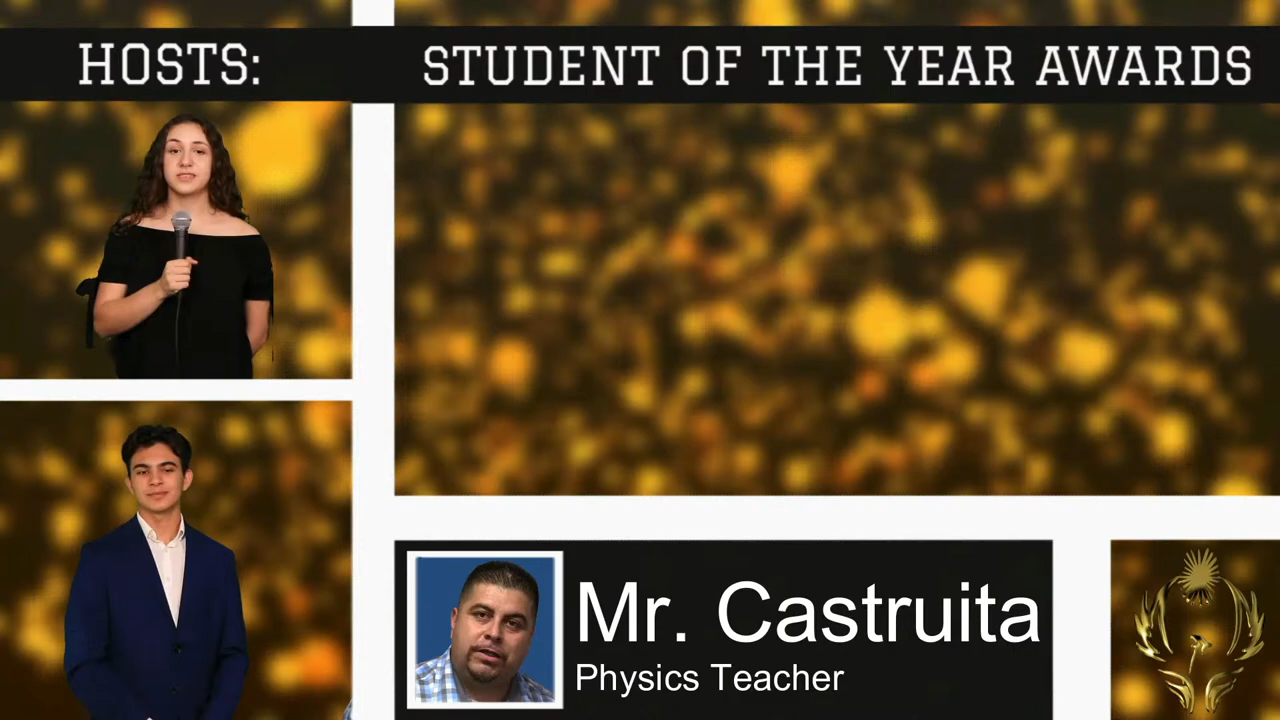 HOSTS:
STUDENT OF THE YEAR AWARDS
Mr. Castruita
Physics Teacher